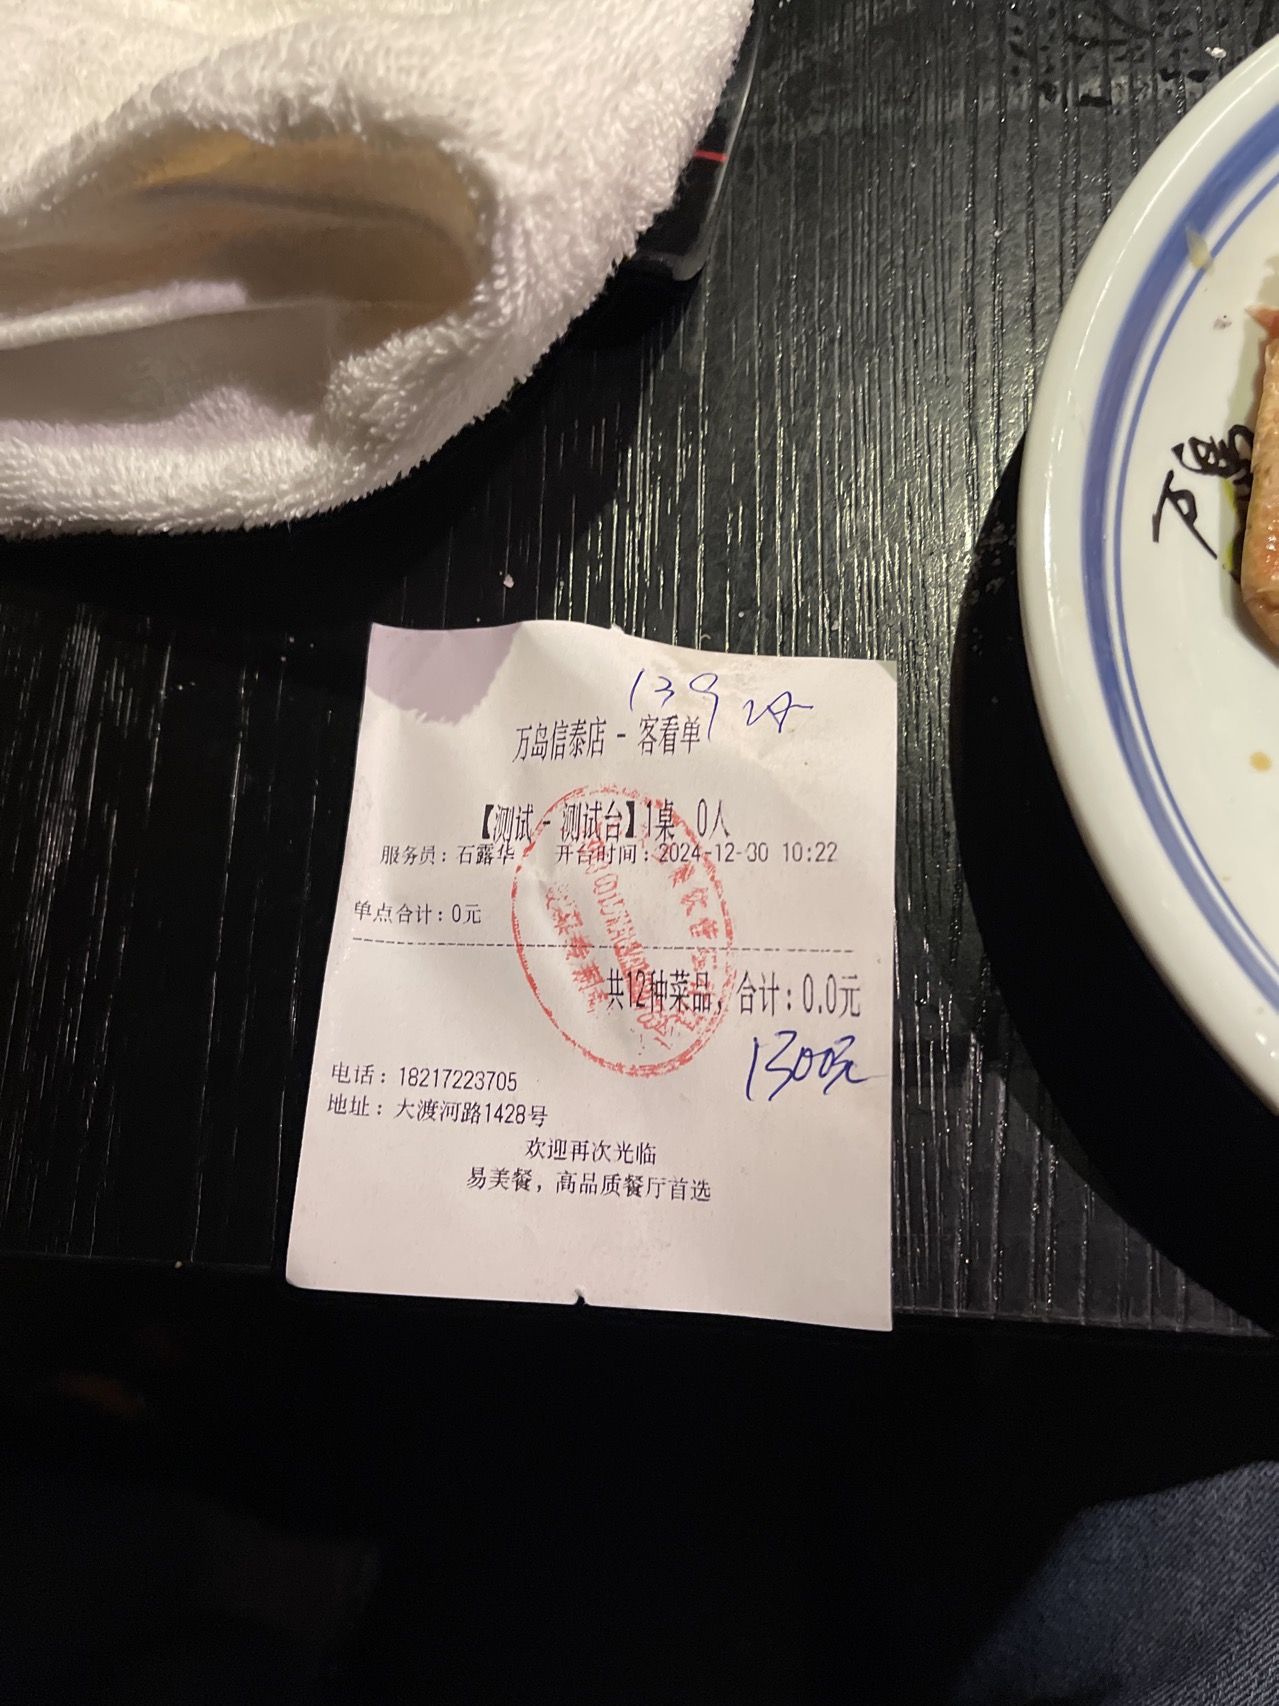 139
万岛信泰店 - 客看单
【测试 - 测试台】1桌 0人
服务员：石露华 开台时间：2024-12-30 10:22
单点合计：0元
共12种菜品，合计：0.0元
1300元
电话：18217223705
地址：大渡河路1428号
欢迎再次光临
易美餐，高品质餐厅首选
万岛